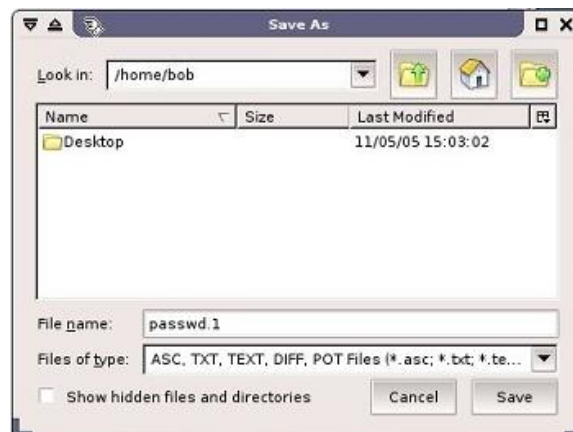 Save As
Look in: /home/bob
Name Size Last Modified
Desktop 11/05/05 15:03:02
File name: passwd.1
Files of type: ASC, TXT, TEXT, DIFF, POT Files (*.asc; *.txt; *.te...
Show hidden files and directories Cancel Save